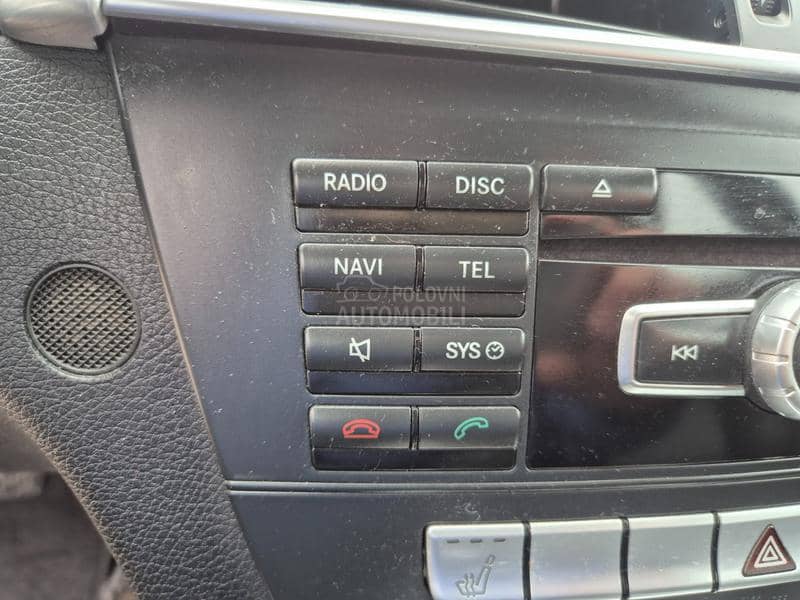 RADIO DISC
NAVI TEL
POLOVNI
AUTOMOBILI
SYS